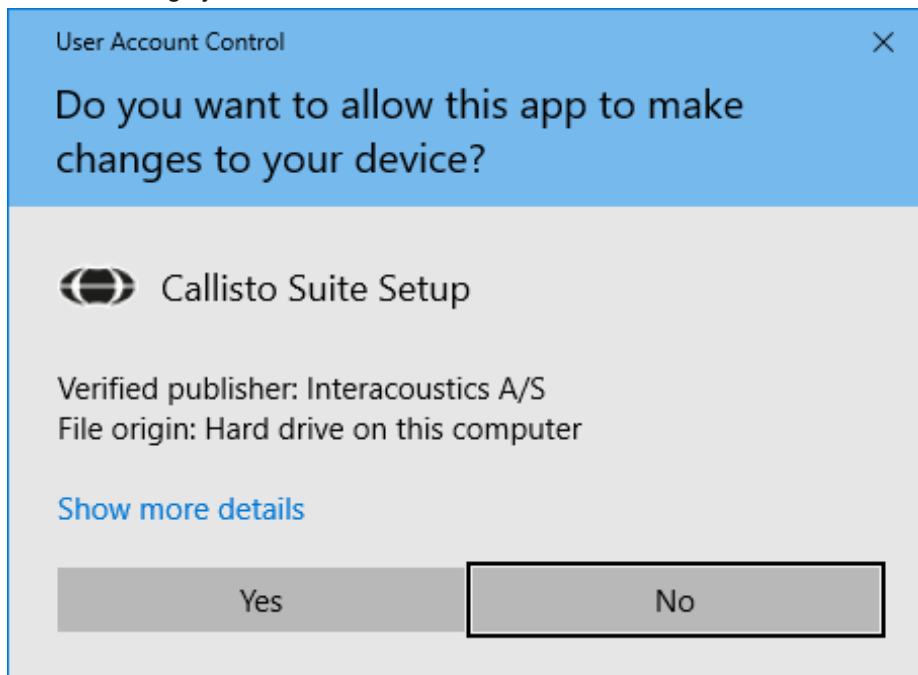 User Account Control
Do you want to allow this app to make
changes to your device?
Callisto Suite Setup
Verified publisher: Interacoustics A/S
File origin: Hard drive on this computer
Show more details
Yes
No